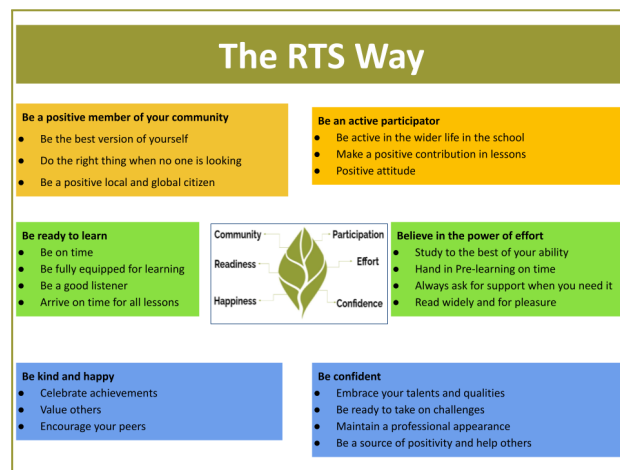 The RTS Way
Be a positive member of your community
● Be the best version of yourself
● Do the right thing when no one is looking
● Be a positive local and global citizen
Be an active participator
● Be active in the wider life in the school
● Make a positive contribution in lessons
● Positive attitude
Be ready to learn
● Be on time
● Be fully equipped for learning
● Be a good listener
● Arrive on time for all lessons
Community
Participation
Readiness
Effort
Happiness
Confidence
Believe in the power of effort
● Study to the best of your ability
● Hand in Pre-learning on time
● Always ask for support when you need it
● Read widely and for pleasure
Be kind and happy
● Celebrate achievements
● Value others
● Encourage your peers
Be confident
● Embrace your talents and qualities
● Be ready to take on challenges
● Maintain a professional appearance
● Be a source of positivity and help others